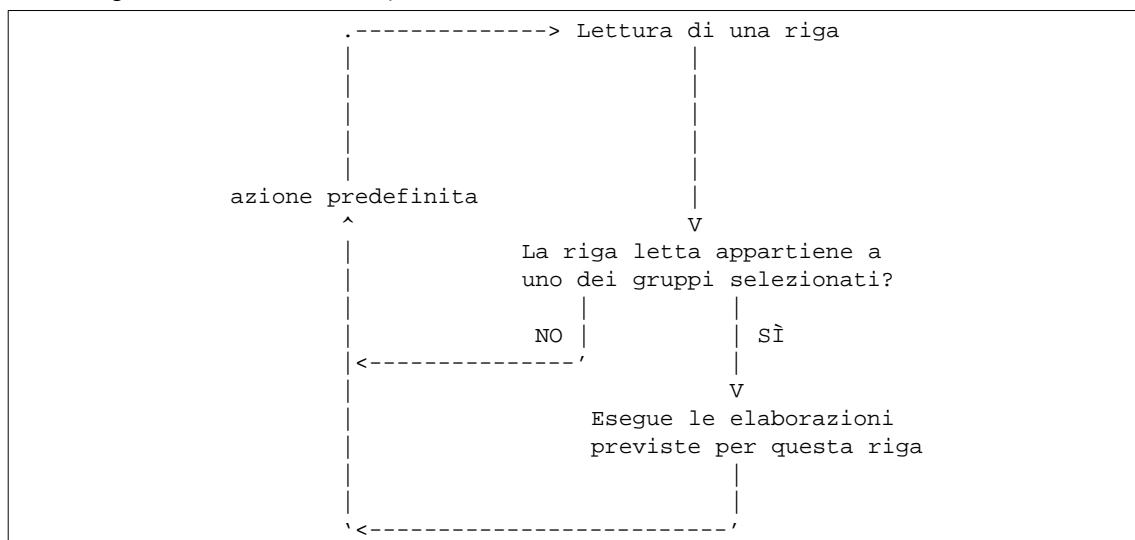 Lettura di una riga
azione predefinita
La riga letta appartiene a
uno dei gruppi selezionati?
NO
SÌ
Esegue le elaborazioni
previste per questa riga